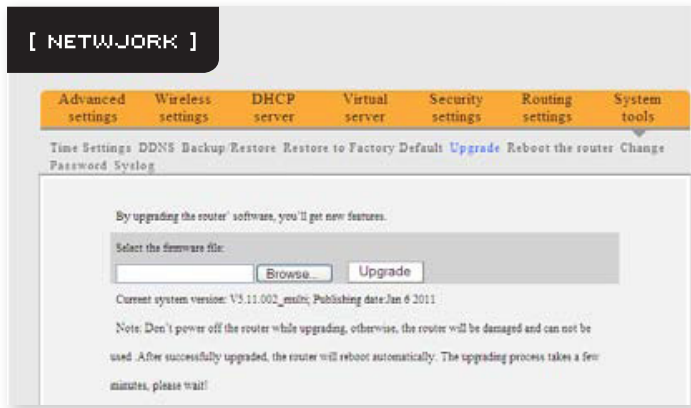 [ NETWJORK ]
Advanced settings
Wireless settings
DHCP server
Virtual server
Security settings
Routing settings
System tools
Time Settings DDNS Backup/Restore Restore to Factory Default Upgrade Reboot the router Change
Password Syslog
By upgrading the router' software, you'll get new features.
Select the firmware file:
Browse... Upgrade
Current system version: V5.11.002_multi; Publishing date:Jan 6 2011
Note: Don't power off the router while upgrading, otherwise, the router will be damaged and can not be
used .After successfully upgraded, the router will reboot automatically. The upgrading process takes a few
minutes, please wait!